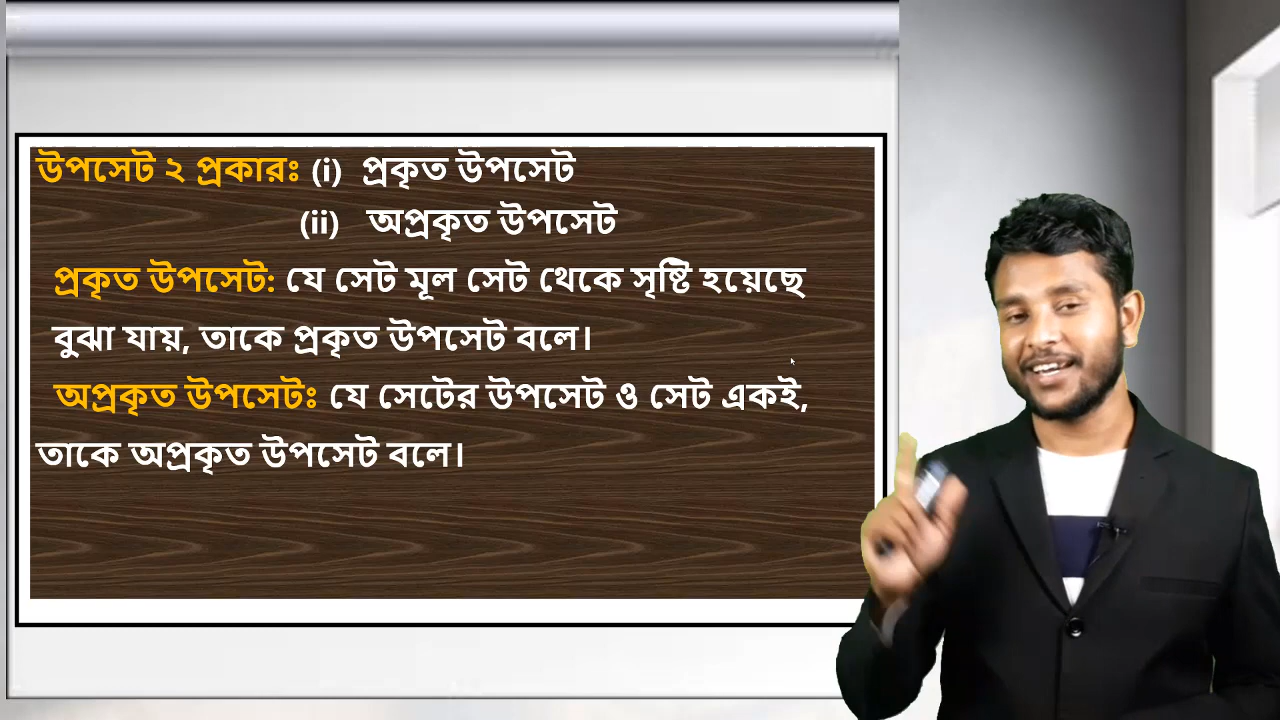 উপসেট ২ প্রকারঃ (i) প্রকৃত উপসেট
(ii) অপ্রকৃত উপসেট
প্রকৃত উপসেট: যে সেট মূল সেট থেকে সৃষ্টি হয়েছে
বুঝা যায়, তাকে প্রকৃত উপসেট বলে।
অপ্রকৃত উপসেটঃ যে সেটের উপসেট ও সেট একই,
তাকে অপ্রকৃত উপসেট বলে।